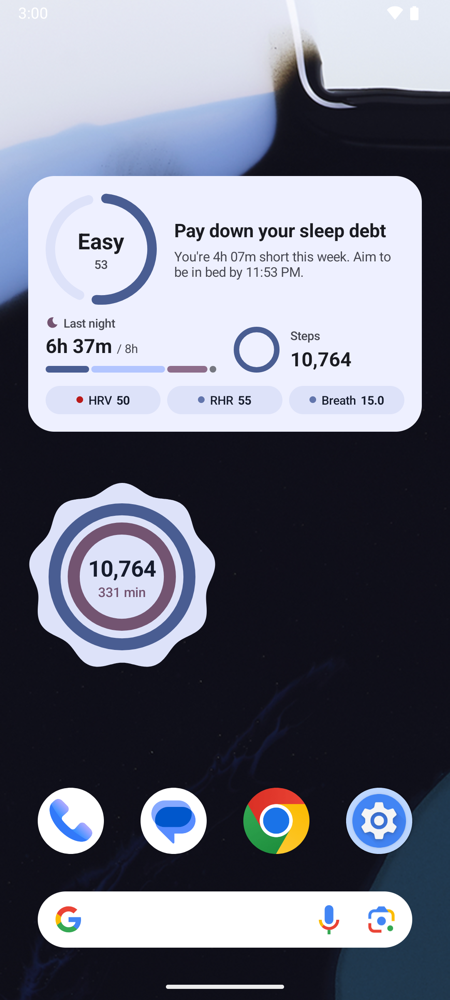 3:00
Easy
53
Pay down your sleep debt
You're 4h 07m short this week. Aim to
be in bed by 11:53 PM.
Last night
6h 37m / 8h
Steps
10,764
HRV 50
RHR 55
Breath 15.0
10,764
331 min